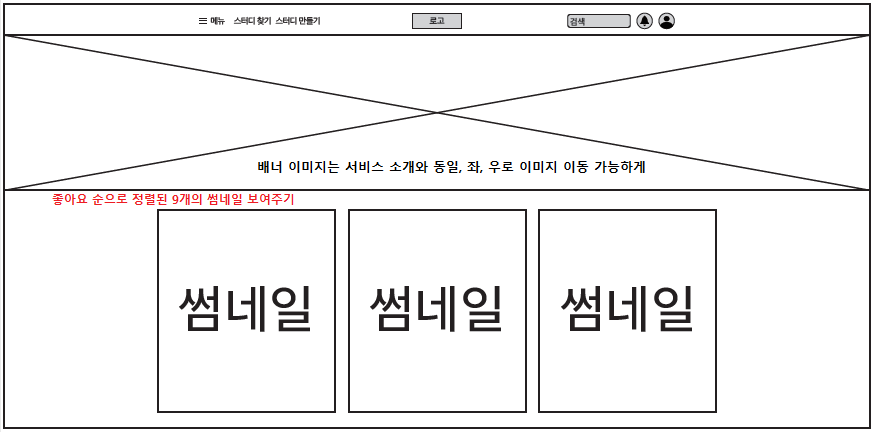 메뉴 스터디 찾기 스터디 만들기 로고 검색
배너 이미지는 서비스 소개와 동일, 좌, 우로 이미지 이동 가능하게
좋아요 순으로 정렬된 9개의 썸네일 보여주기
썸네일 썸네일 썸네일